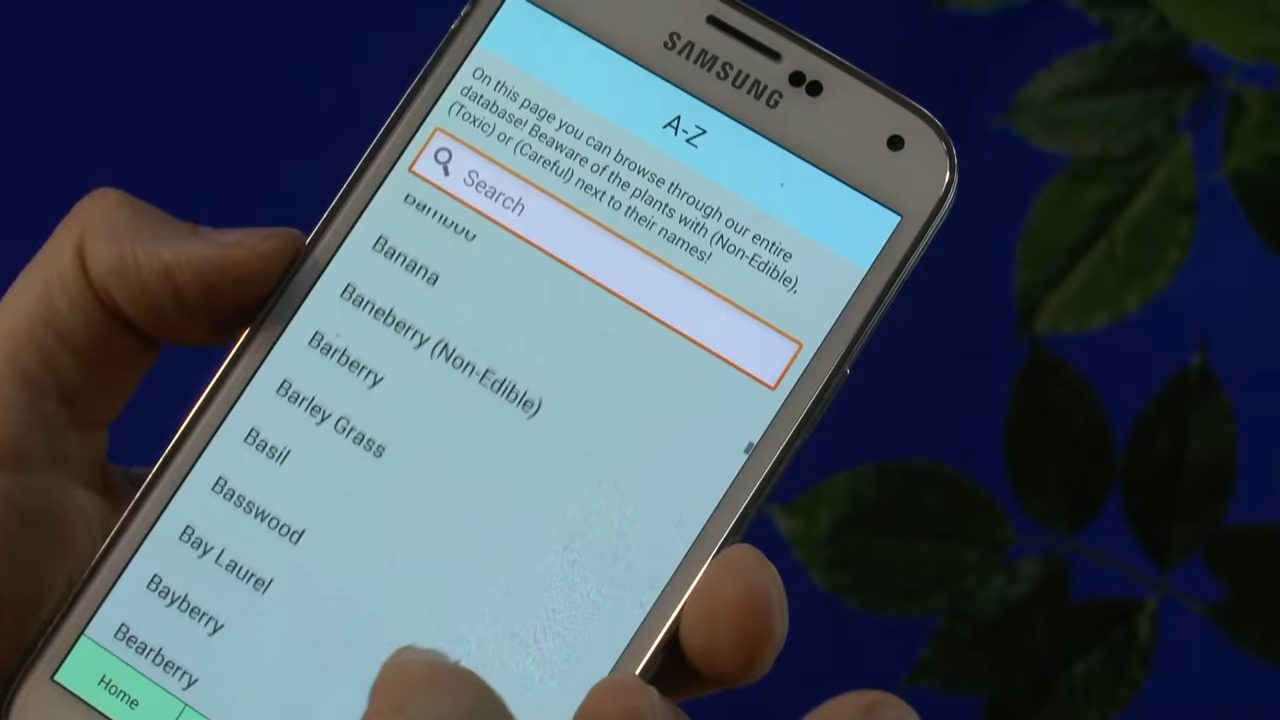 SAMSUNG
A-Z
On this page you can browse through our entire
database! Beaware of the plants with (Non-Edible),
(Toxic) or (Careful) next to their names!
Search
Bamboo
Banana
Baneberry (Non-Edible)
Barberry
Barley Grass
Basil
Basswood
Bay Laurel
Bayberry
Bearberry
Home